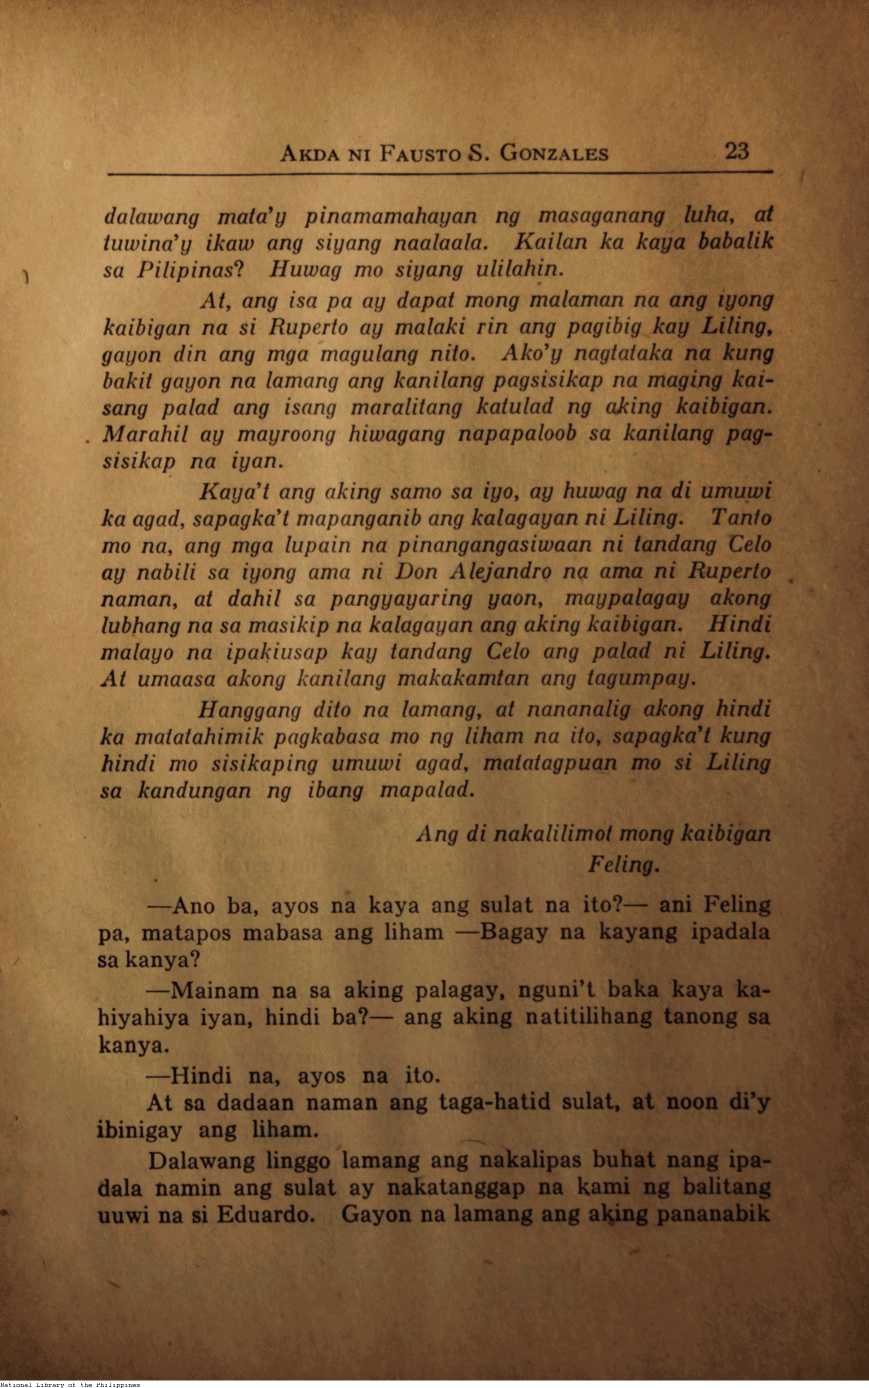 AKDA NI FAUSTO S. GONZALES 23
dalawang mata'y pinamamahayan ng masaganang luha, at
tuwina'y ikaw ang siyang naalaala. Kailan ka kaya babalik
sa Pilipinas? Huwag mo siyang ulilahin.
At, ang isa pa ay dapat mong malaman na ang iyong
kaibigan na si Ruperto ay malaki rin ang pagibig kay Liling,
gayon din ang mga magulang nito. Ako'y nagtataka na kung
bakit gayon na lamang ang kanilang pagsisikap na maging kai-
sang palad ang isang maralitang katulad ng aking kaibigan.
Marahil ay mayroong hiwagang napapaloob sa kanilang pag-
sisikap na iyan.
Kaya't ang aking samo sa iyo, ay huwag na di umuwi
ka agad, sapagka't mapanganib ang kalagayan ni Liling. Tanto
mo na, ang mga lupain na pinangangasiwaan ni tandang Celo
ay nabili sa iyong ama ni Don Alejandro na ama ni Ruperto
naman, at dahil sa pangyayaring yaon, maypalagay akong
lubhang na sa masikip na kalagayan ang aking kaibigan. Hindi
malayo na ipakiusap kay tandang Celo ang palad ni Liling.
At umaasa akong kanilang makakamtan ang tagumpay.
Hanggang dito na lamang, at nananalig akong hindi
ka matatahimik pagkabasa mo ng liham na ito, sapagka't kung
hindi mo sisikaping umuwi agad, matatagpuan mo si Liling
sa kandungan ng ibang mapalad.
Ang di nakalilimot mong kaibigan
Feling.
—Ano ba, ayos na kaya ang sulat na ito?— ani Feling
pa, matapos mabasa ang liham —Bagay na kayang ipadala
sa kanya?
—Mainam na sa aking palagay, nguni't baka kaya ka-
hiyahiya iyan, hindi ba?— ang aking natitilihang tanong sa
kanya.
—Hindi na, ayos na ito.
At sa dadaan naman ang taga-hatid sulat, at noon di'y
ibinigay ang liham.
Dalawang linggo lamang ang nakalipas buhat nang ipa-
dala namin ang sulat ay nakatanggap na kami ng balitang
uuwi na si Eduardo. Gayon na lamang ang aking pananabik
National Library of the Philippines